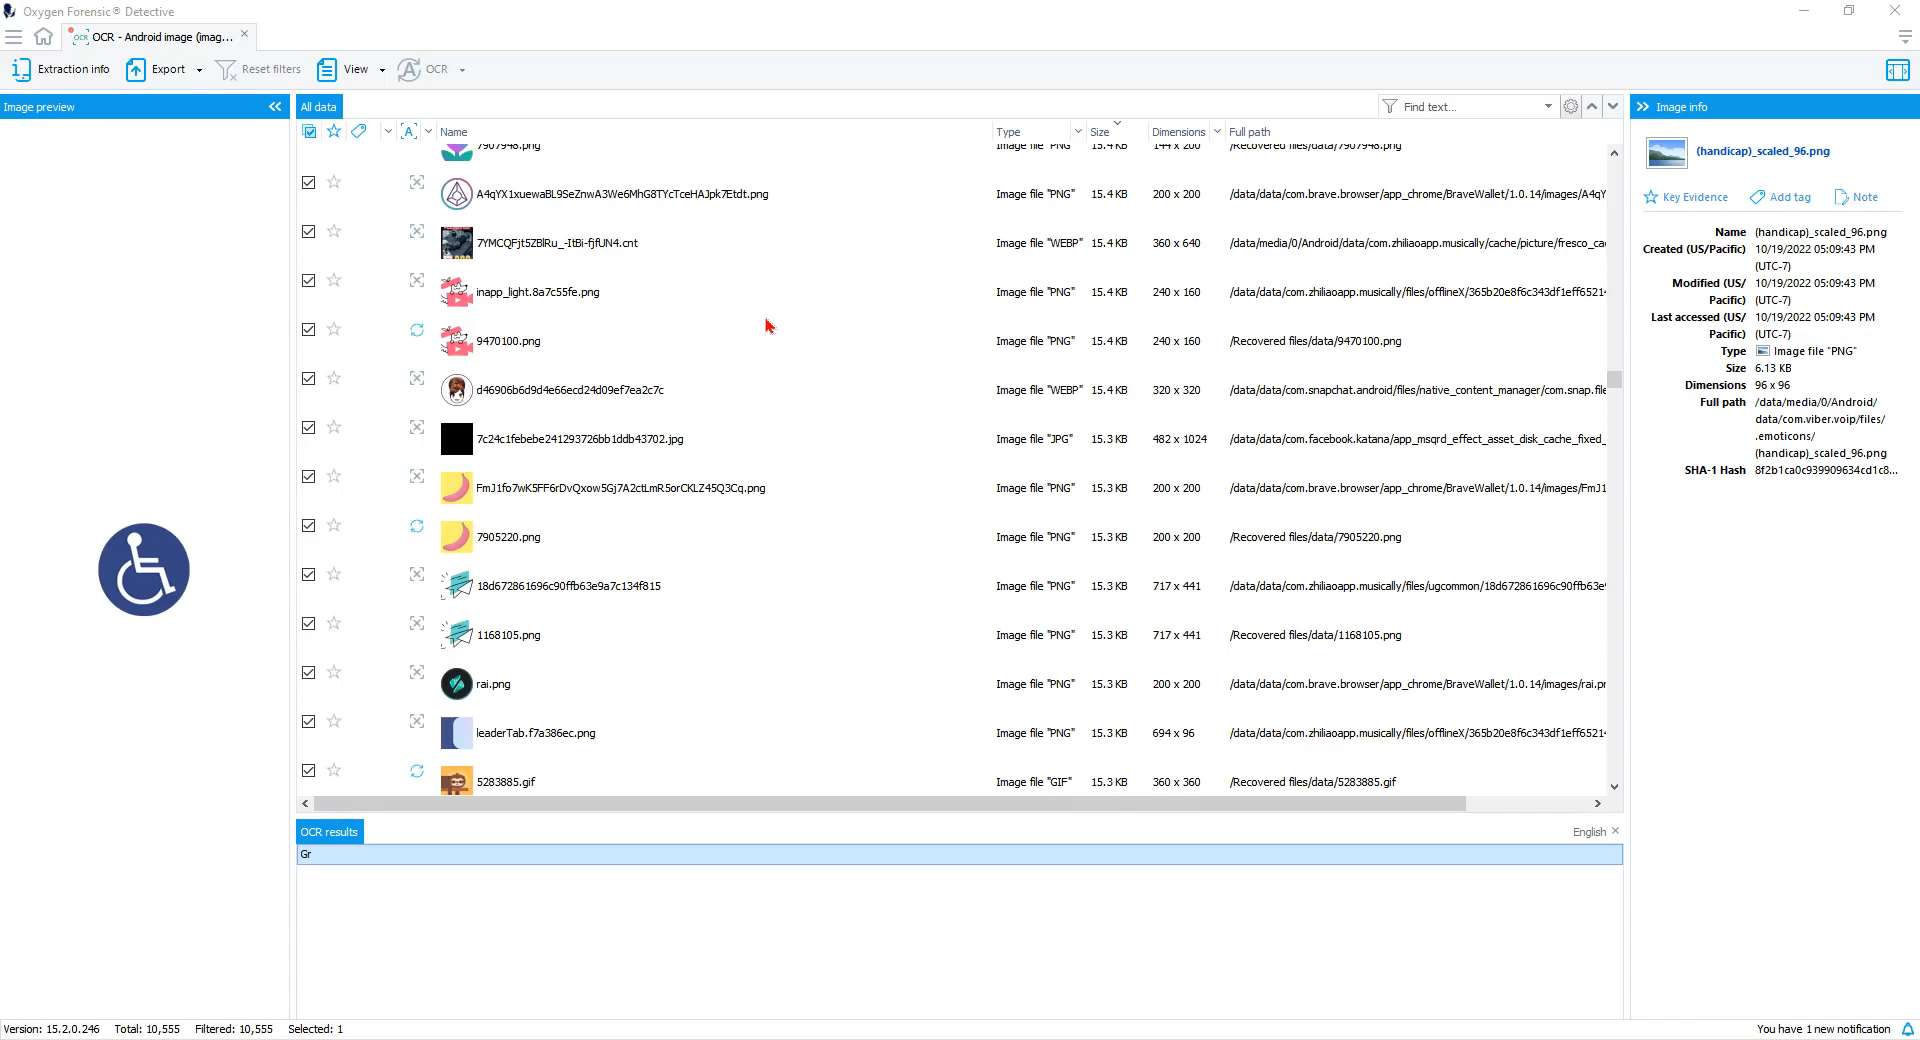 Oxygen Forensic® Detective
OCR - Android image (imag...
Extraction info
Export
Reset filters
View
OCR
Image preview
All data
Find text...
Image info
Name
Type
Size
Dimensions
Full path
7907948.png
Image file "PNG"
15.4 KB
144 x 200
/Recovered files/data/7907948.png
A4qYX1xuewaBL9SeZnwA3We6MhG8TYcTceHAJpk7Etdt.png
Image file "PNG"
15.4 KB
200 x 200
/data/data/com.brave.browser/app_chrome/BraveWallet/1.0.14/images/A4qY
7YMCQFjt5ZBlRu_-ItBi-fjfUN4.cnt
Image file "WEBP"
15.4 KB
360 x 640
/data/media/0/Android/data/com.zhiliaoapp.musically/cache/picture/fresco_cac
inapp_light.8a7c55fe.png
Image file "PNG"
15.4 KB
240 x 160
/data/data/com.zhiliaoapp.musically/files/offlineX/365b20e8f6c343df1eff65214
9470100.png
Image file "PNG"
15.4 KB
240 x 160
/Recovered files/data/9470100.png
d46906b6d9d4e66ecd24d09ef7ea2c7c
Image file "WEBP"
15.4 KB
320 x 320
/data/data/com.snapchat.android/files/native_content_manager/com.snap.file
7c24c1febebe241293726bb1ddb43702.jpg
Image file "JPG"
15.3 KB
482 x 1024
/data/data/com.facebook.katana/app_msqrd_effect_asset_disk_cache_fixed_
FmJ1fo7wK5FF6rDvQxow5Gj7A2ctLmR5orCKLZ45Q3Cq.png
Image file "PNG"
15.3 KB
200 x 200
/data/data/com.brave.browser/app_chrome/BraveWallet/1.0.14/images/FmJ1
7905220.png
Image file "PNG"
15.3 KB
200 x 200
/Recovered files/data/7905220.png
18d672861696c90ffb63e9a7c134f815
Image file "PNG"
15.3 KB
717 x 441
/data/data/com.zhiliaoapp.musically/files/ugcommon/18d672861696c90ffb63e9
1168105.png
Image file "PNG"
15.3 KB
717 x 441
/Recovered files/data/1168105.png
rai.png
Image file "PNG"
15.3 KB
200 x 200
/data/data/com.brave.browser/app_chrome/BraveWallet/1.0.14/images/rai.pr
leaderTab.f7a386ec.png
Image file "PNG"
15.3 KB
694 x 96
/data/data/com.zhiliaoapp.musically/files/offlineX/365b20e8f6c343df1eff65214
5283885.gif
Image file "GIF"
15.3 KB
360 x 360
/Recovered files/data/5283885.gif
OCR results
English
Gr
(handicap)_scaled_96.png
Key Evidence
Add tag
Note
Name (handicap)_scaled_96.png
Created (US/Pacific) 10/19/2022 05:09:43 PM
(UTC-7)
Modified (US/ 10/19/2022 05:09:43 PM
Pacific) (UTC-7)
Last accessed (US/ 10/19/2022 05:09:43 PM
Pacific) (UTC-7)
Type Image file "PNG"
Size 6.13 KB
Dimensions 96 x 96
Full path /data/media/0/Android/
data/com.viber.voip/files/
.emoticons/
(handicap)_scaled_96.png
SHA-1 Hash 8f2b1ca0c939909634cd1c8...
Version: 15.2.0.246
Total: 10,555
Filtered: 10,555
Selected: 1
You have 1 new notification